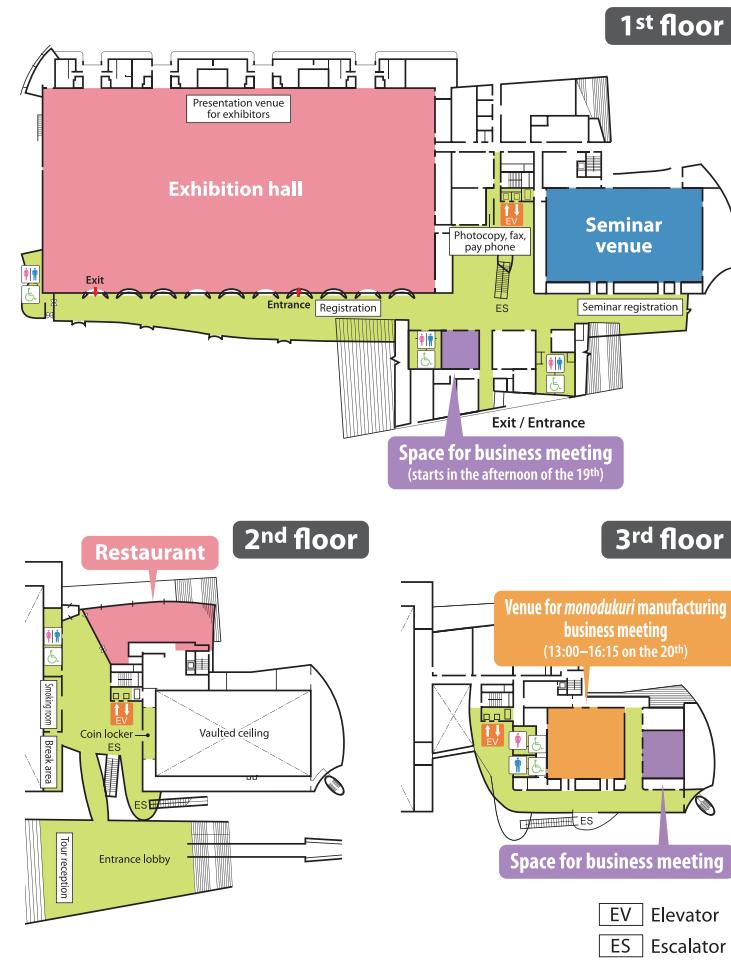 1st floor
Presentation venue
for exhibitors
Exhibition hall
EV
Seminar
venue
Photocopy, fax,
pay phone
Exit
Entrance
Registration
ES
Seminar registration
Exit / Entrance
Space for business meeting
(starts in the afternoon of the 19th)
2nd floor
Restaurant
Smoking room
Break area
EV
Coin locker
ES
Vaulted ceiling
ES
Tour reception
Entrance lobby
3rd floor
Venue for monodukuri manufacturing
business meeting
(13:00–16:15 on the 20th)
EV
ES
Space for business meeting
EV Elevator
ES Escalator